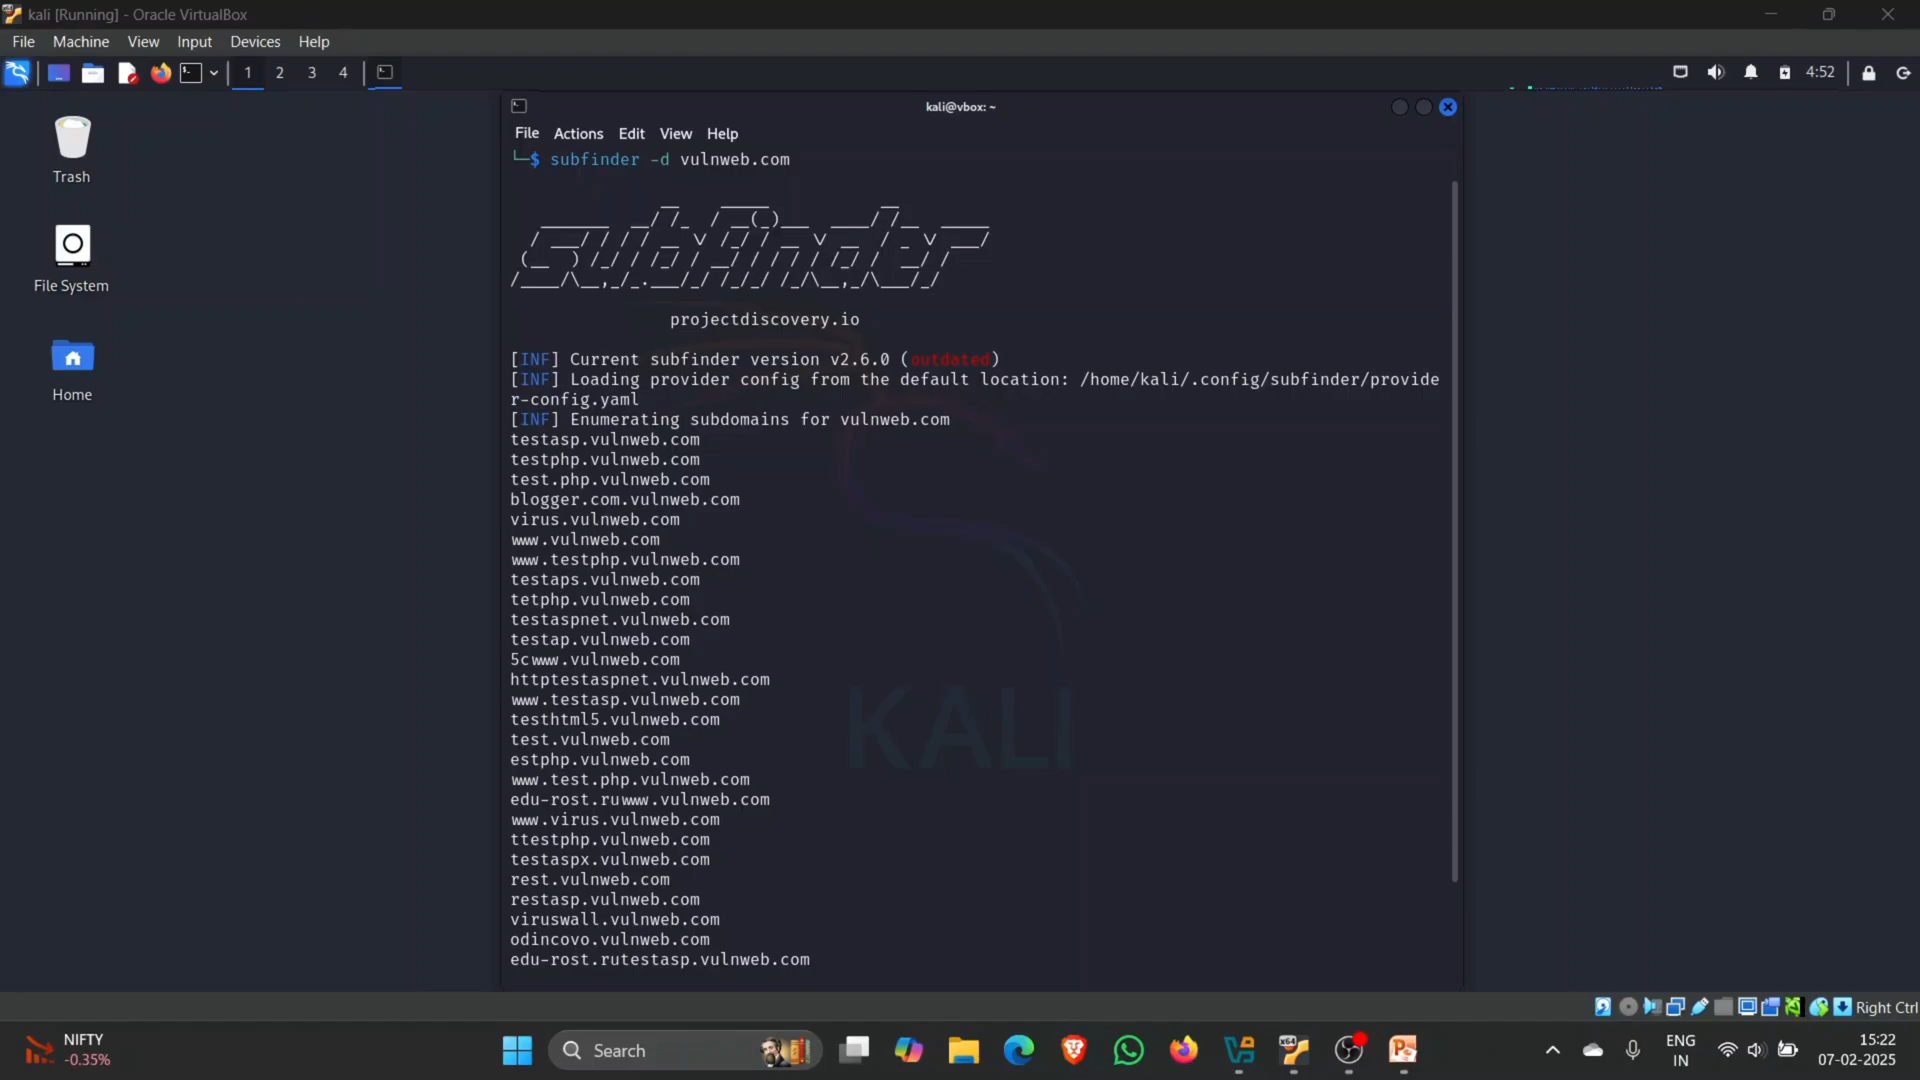 kali [Running] - Oracle VirtualBox
File Machine View Input Devices Help
1 2 3 4
4:52
Trash
File System
Home
kali@vbox: ~
File Actions Edit View Help
└─$ subfinder -d vulnweb.com
subfinder
projectdiscovery.io
[INF] Current subfinder version v2.6.0 (outdated)
[INF] Loading provider config from the default location: /home/kali/.config/subfinder/provide
r-config.yaml
[INF] Enumerating subdomains for vulnweb.com
testasp.vulnweb.com
testphp.vulnweb.com
test.php.vulnweb.com
blogger.com.vulnweb.com
virus.vulnweb.com
www.vulnweb.com
www.testphp.vulnweb.com
testaps.vulnweb.com
tetphp.vulnweb.com
testaspnet.vulnweb.com
testap.vulnweb.com
5cwww.vulnweb.com
httptestaspnet.vulnweb.com
www.testasp.vulnweb.com
testhtml5.vulnweb.com
test.vulnweb.com
estphp.vulnweb.com
www.test.php.vulnweb.com
edu-rost.ruwww.vulnweb.com
www.virus.vulnweb.com
ttestphp.vulnweb.com
testaspx.vulnweb.com
rest.vulnweb.com
restasp.vulnweb.com
viruswall.vulnweb.com
odincovo.vulnweb.com
edu-rost.rutestasp.vulnweb.com
KALI
Right Ctrl
NIFTY
-0.35%
Search
ENG
IN
15:22
07-02-2025